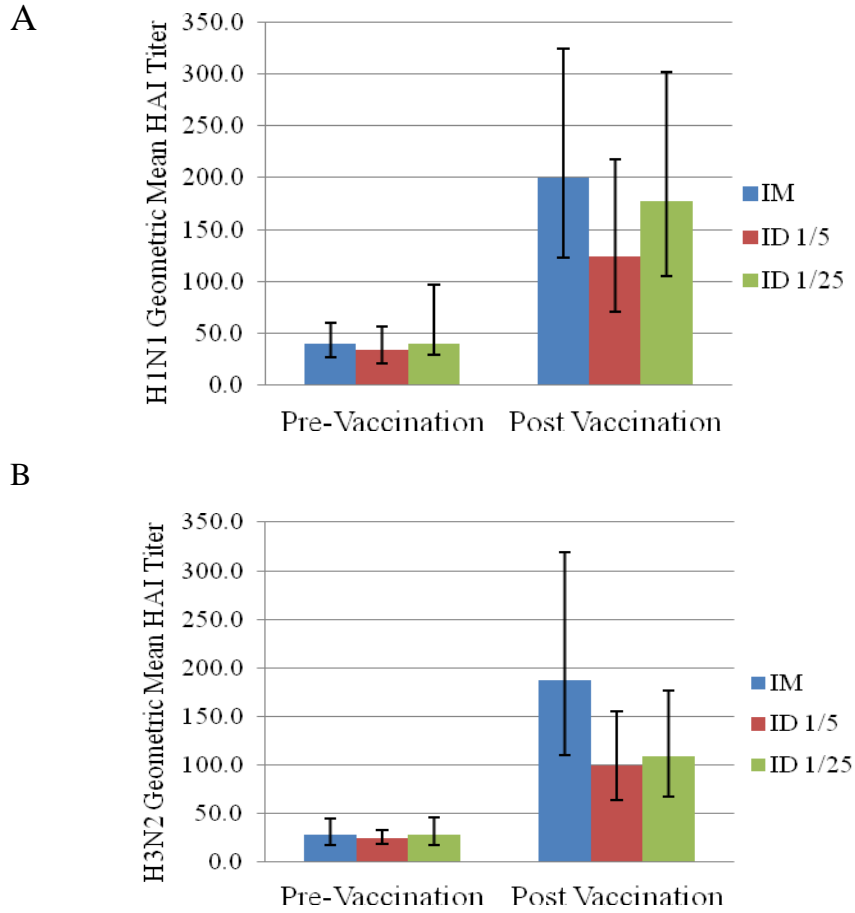 A
H1N1 Geometric Mean HAI Titer
350.0
300.0
250.0
200.0
150.0
100.0
50.0
0.0
Pre-Vaccination Post Vaccination
IM
ID 1/5
ID 1/25
B
H3N2 Geometric Mean HAI Titer
350.0
300.0
250.0
200.0
150.0
100.0
50.0
0.0
Pre-Vaccination Post Vaccination
IM
ID 1/5
ID 1/25